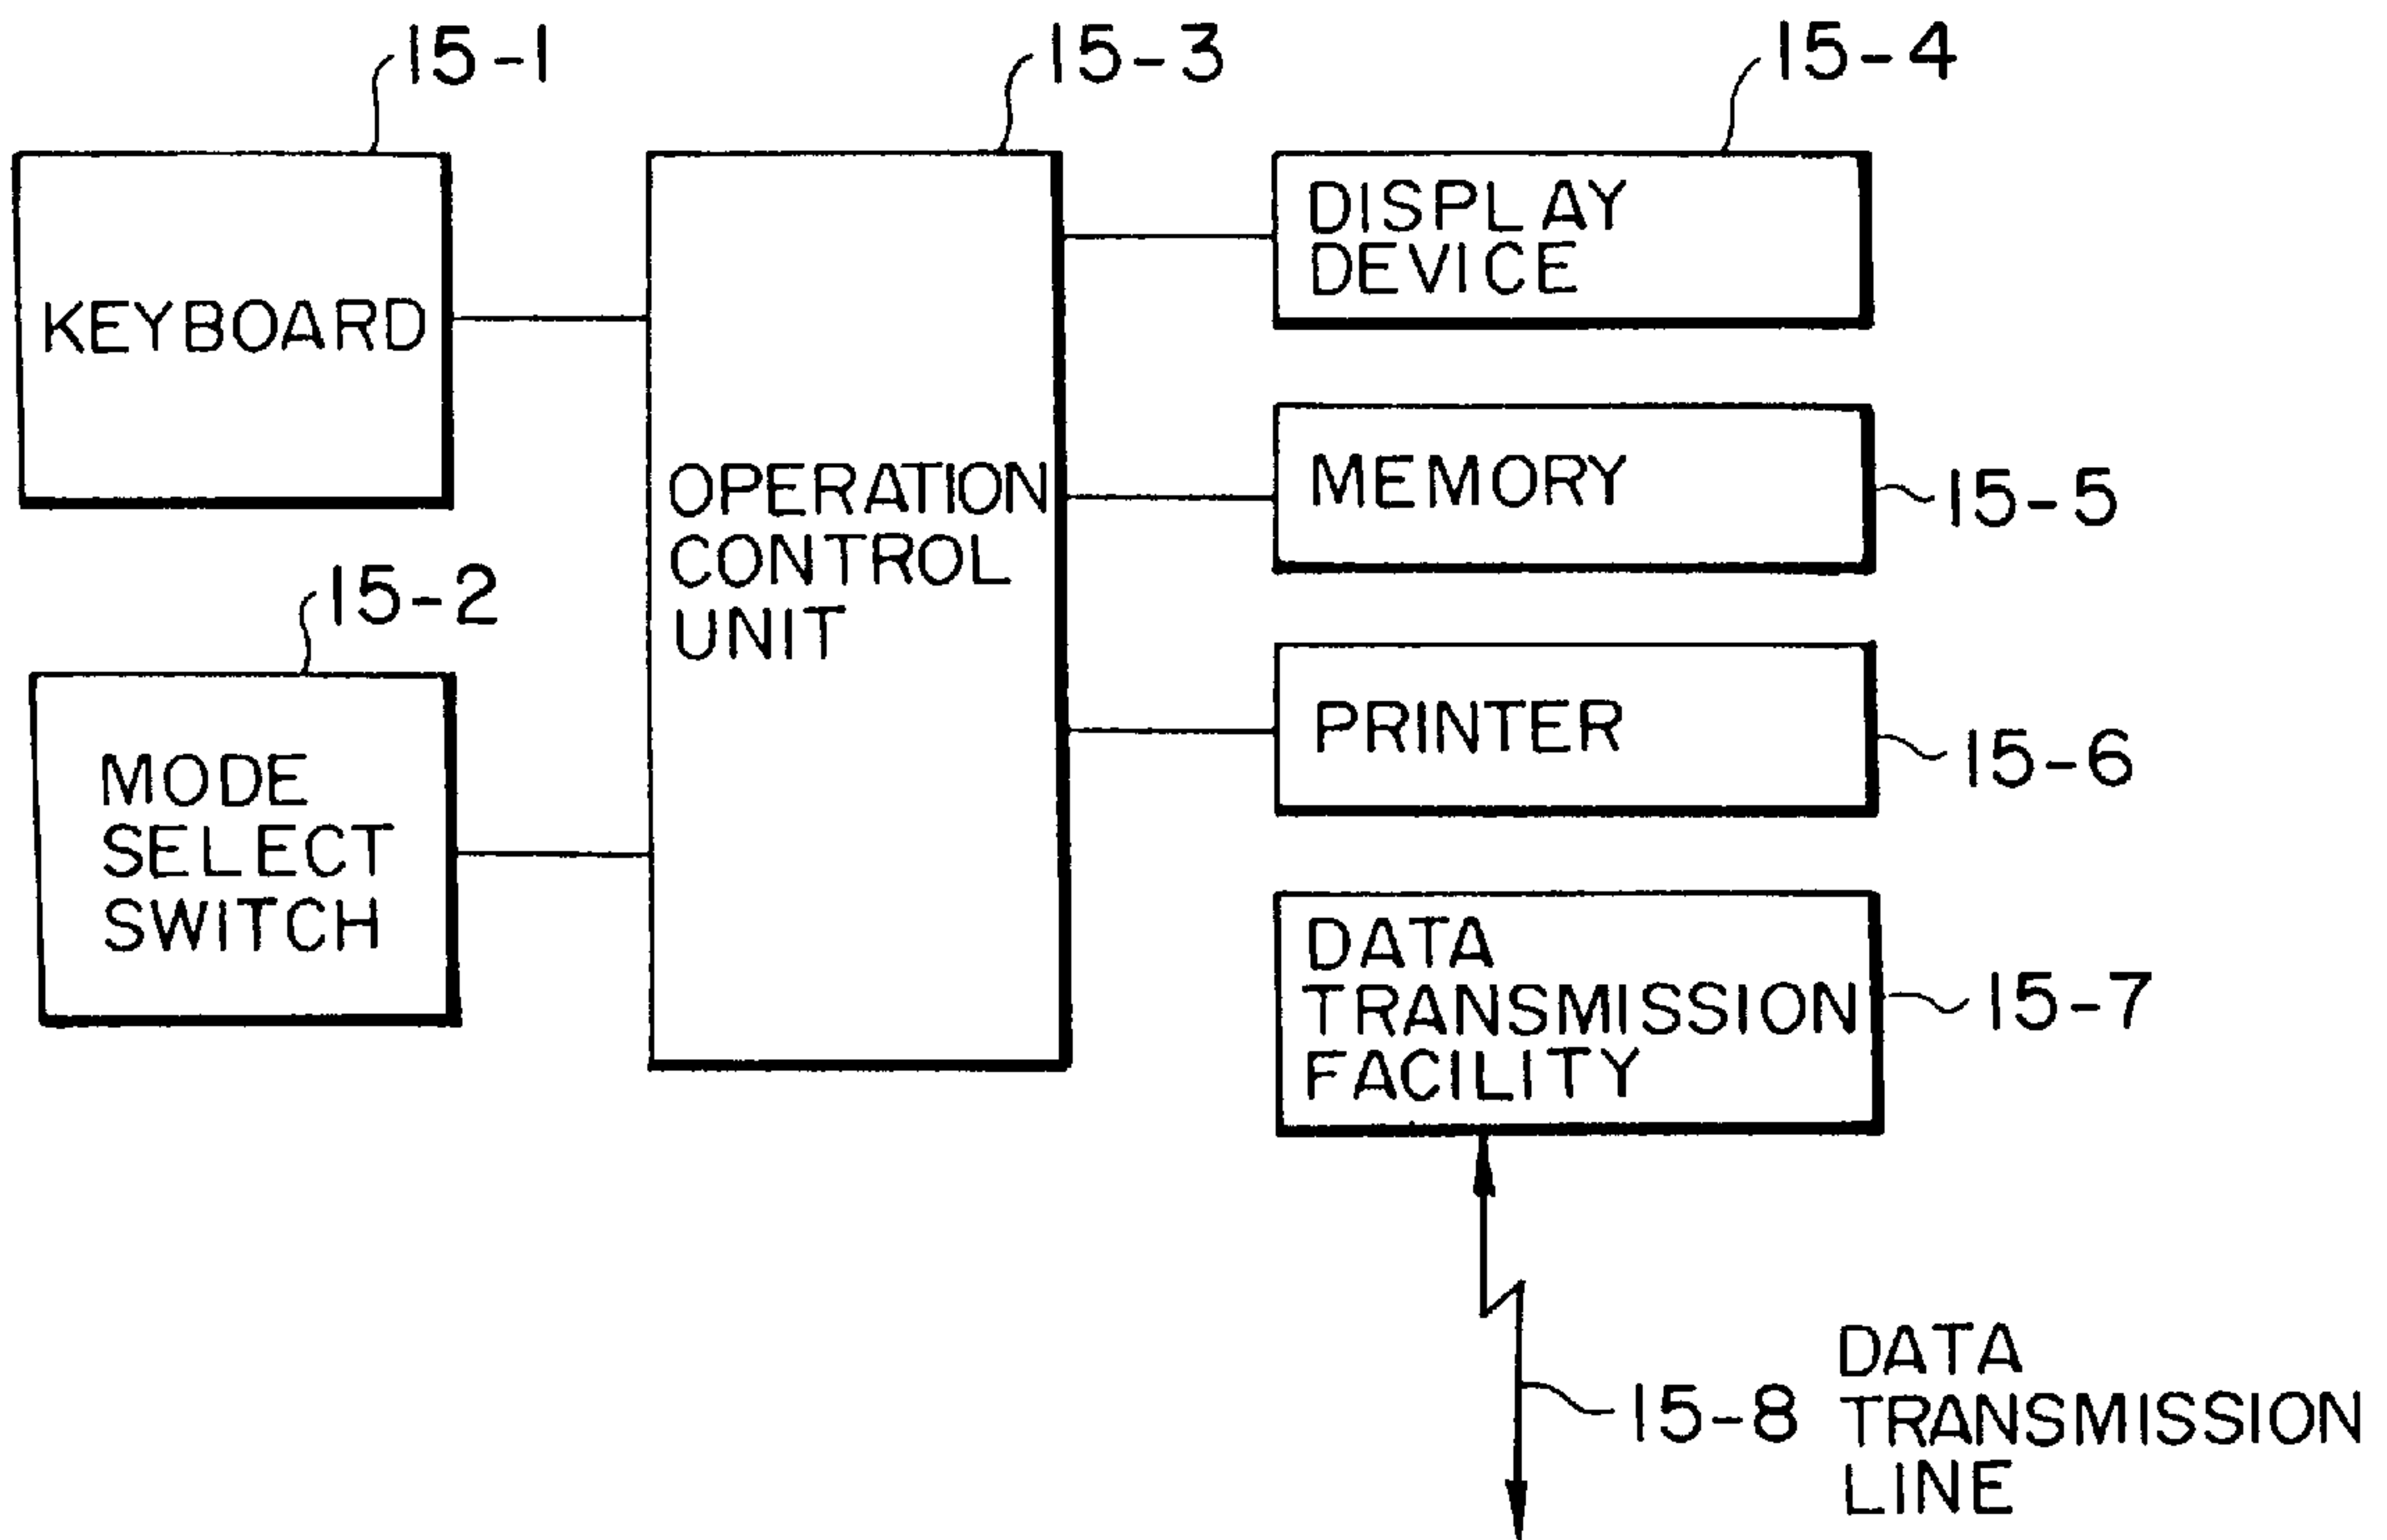 15-1
15-3
15-4
KEYBOARD
DISPLAY
DEVICE
OPERATION
CONTROL
UNIT
MEMORY
15-5
15-2
MODE
SELECT
SWITCH
PRINTER
15-6
DATA
TRANSMISSION
FACILITY
15-7
15-8
DATA
TRANSMISSION
LINE